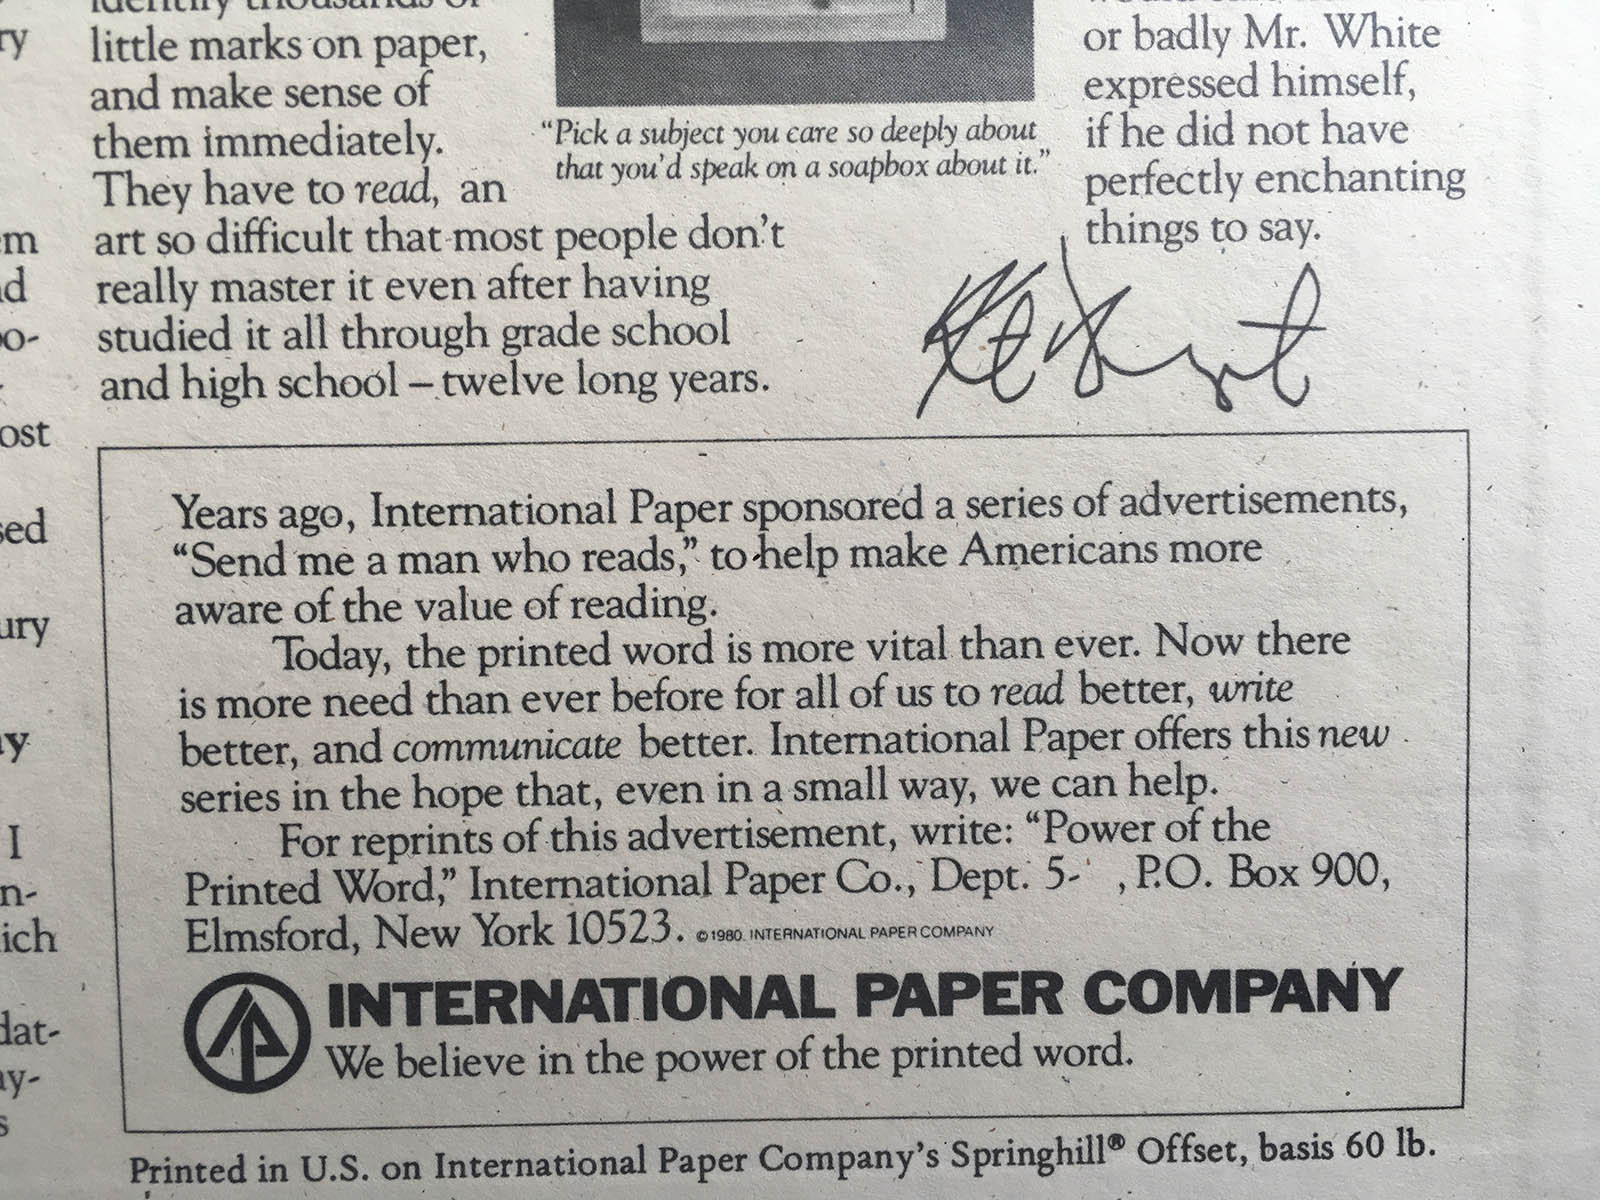 little marks on paper,
and make sense of
them immediately.
They have to read, an
art so difficult that most people don't
really master it even after having
studied it all through grade school
and high school – twelve long years.
"Pick a subject you care so deeply about
that you'd speak on a soapbox about it."
or badly Mr. White
expressed himself,
if he did not have
perfectly enchanting
things to say.
Years ago, International Paper sponsored a series of advertisements,
"Send me a man who reads," to help make Americans more
aware of the value of reading.
Today, the printed word is more vital than ever. Now there
is more need than ever before for all of us to read better, write
better, and communicate better. International Paper offers this new
series in the hope that, even in a small way, we can help.
For reprints of this advertisement, write: "Power of the
Printed Word," International Paper Co., Dept. 5- , P.O. Box 900,
Elmsford, New York 10523. ©1980. INTERNATIONAL PAPER COMPANY
INTERNATIONAL PAPER COMPANY
We believe in the power of the printed word.
Printed in U.S. on International Paper Company's Springhill® Offset, basis 60 lb.